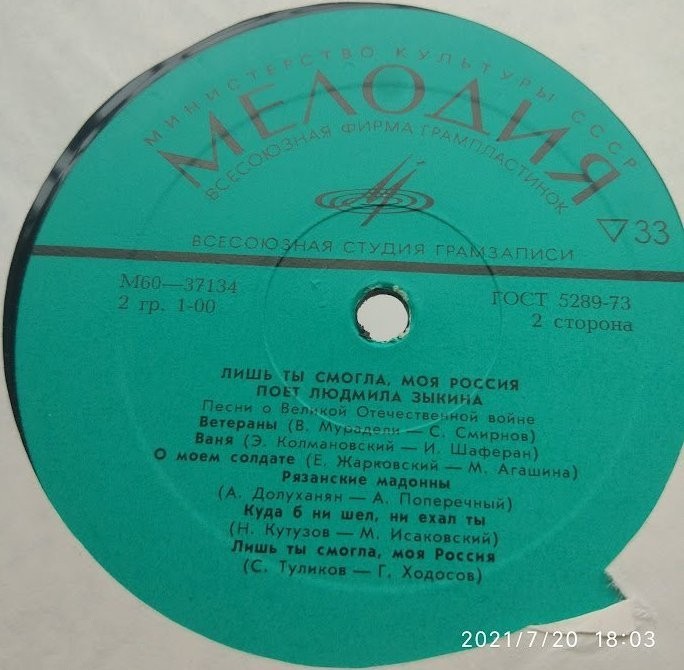 МИНИСТЕРСТВО КУЛЬТУРЫ СССР
МЕЛОДИЯ
ВСЕСОЮЗНАЯ ФИРМА ГРАМПЛАСТИНОК
▽33
ВСЕСОЮЗНАЯ СТУДИЯ ГРАМЗАПИСИ
М60—37134
2 гр. 1-00
ГОСТ 5289-73
2 сторона
ЛИШЬ ТЫ СМОГЛА, МОЯ РОССИЯ
ПОЕТ ЛЮДМИЛА ЗЫКИНА
Песни о Великой Отечественной войне
Ветераны (В. Мурадели — С. Смирнов)
Ваня (Э. Колмановский — И. Шаферан)
О моем солдате (Е. Жарковский — М. Агашина)
Рязанские мадонны
(А. Долуханян — А. Поперечный)
Куда б ни шел, ни ехал ты
(Н. Кутузов — М. Исаковский)
Лишь ты смогла, моя Россия
(С. Туликов — Г. Ходосов)
2021/7/20 18:03